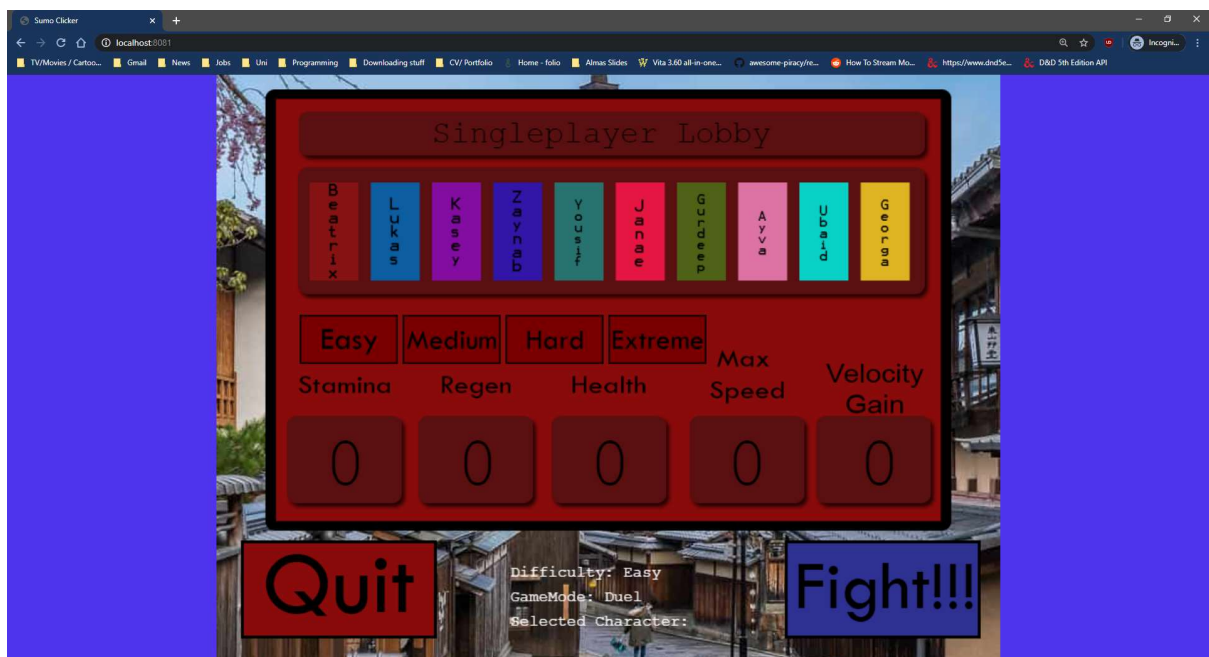 Sumo Clicker
localhost:8081
Incogni...
TV/Movies / Cartoo... Gmail News Jobs Uni Programming Downloading stuff CV/ Portfolio Home - folio Almas Slides Vita 3.60 all-in-one... awesome-piracy/re... How To Stream Mo... https://www.dnd5e... D&D 5th Edition API
Singleplayer Lobby
Beatrix
Lukas
Kasey
Zaynab
Yousif
Janae
Gurdeep
Ayva
Ubaid
Georga
Easy Medium Hard Extreme
Stamina Regen Health Max Speed Velocity Gain
0 0 0 0 0
Quit
Difficulty: Easy
GameMode: Duel
Selected Character:
Fight!!!